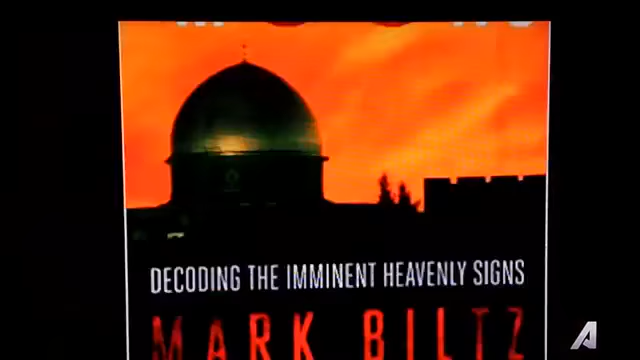 DECODING THE IMMINENT HEAVENLY SIGNS
MARK BILTZ
A